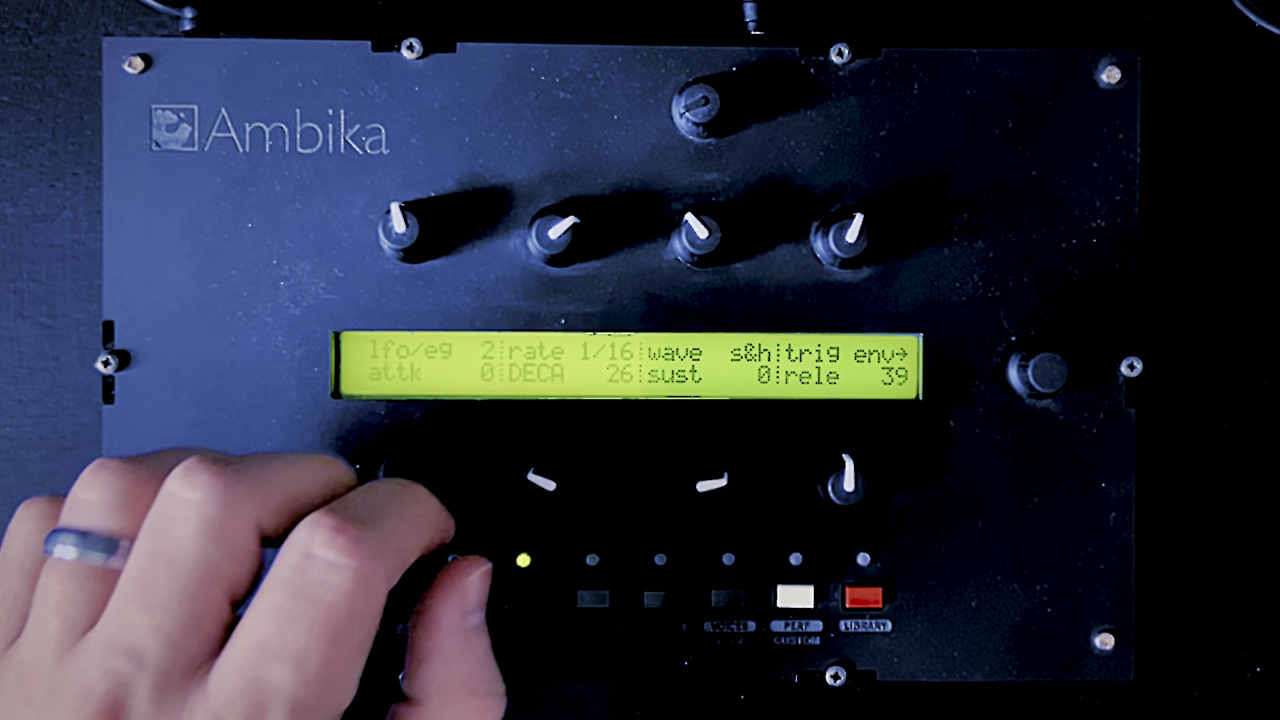 Ambika
lfo/eg 2 rate 1/16 wave s&h trig env→
attk 0 DECA 26 sust 0 rele 39
VOICES PERF LIBRARY
CUSTOM